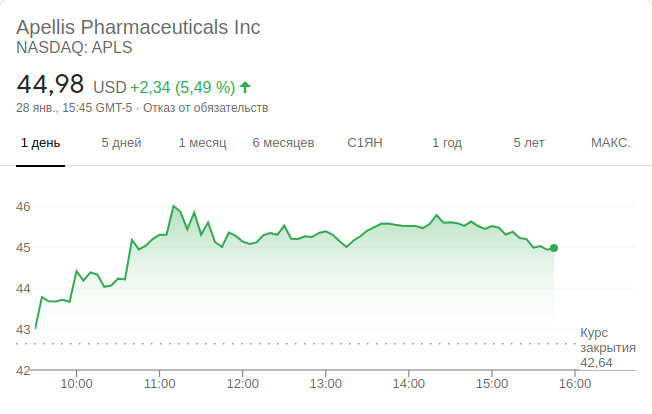 Apellis Pharmaceuticals Inc
NASDAQ: APLS
44,98 USD +2,34 (5,49 %)
28 янв., 15:45 GMT-5 · Отказ от обязательств
1 день 5 дней 1 месяц 6 месяцев С1ЯН 1 год 5 лет МАКС.
46
45
44
43
Курс
закрытия
42,64
42
10:00 11:00 12:00 13:00 14:00 15:00 16:00